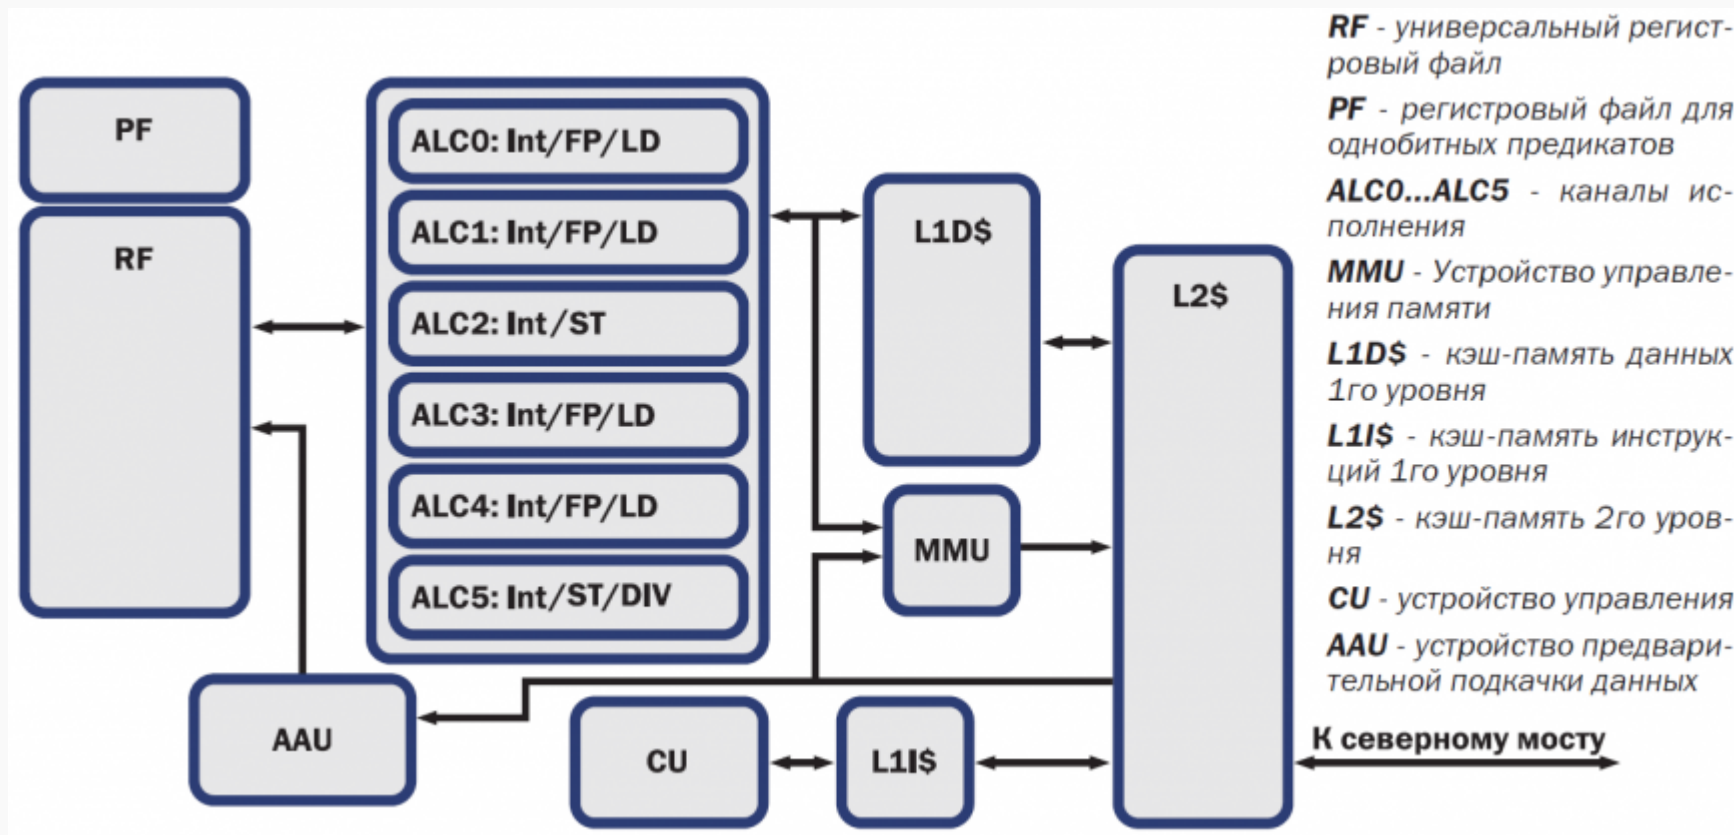 PF
RF
ALC0: Int/FP/LD
ALC1: Int/FP/LD
ALC2: Int/ST
ALC3: Int/FP/LD
ALC4: Int/FP/LD
ALC5: Int/ST/DIV
L1D$
MMU
L2$
AAU
CU
L1I$
К северному мосту
RF - универсальный регист-
ровый файл
PF - регистровый файл для
однобитных предикатов
ALC0...ALC5 - каналы ис-
полнения
MMU - Устройство управле-
ния памяти
L1D$ - кэш-память данных
1го уровня
L1I$ - кэш-память инструк-
ций 1го уровня
L2$ - кэш-память 2го уров-
ня
CU - устройство управления
AAU - устройство предвари-
тельной подкачки данных